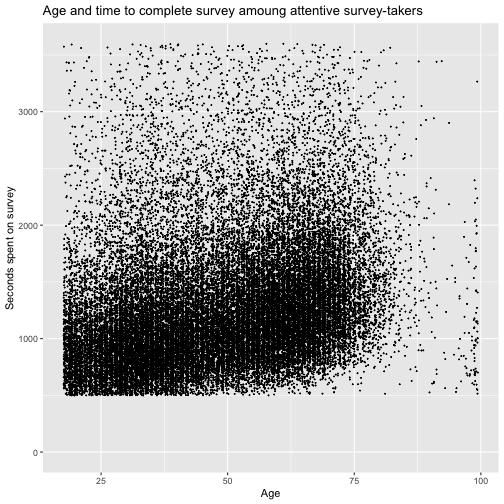 Age and time to complete survey amoung attentive survey-takers
3000
2000
1000
0
Seconds spent on survey
25 50 75 100
Age